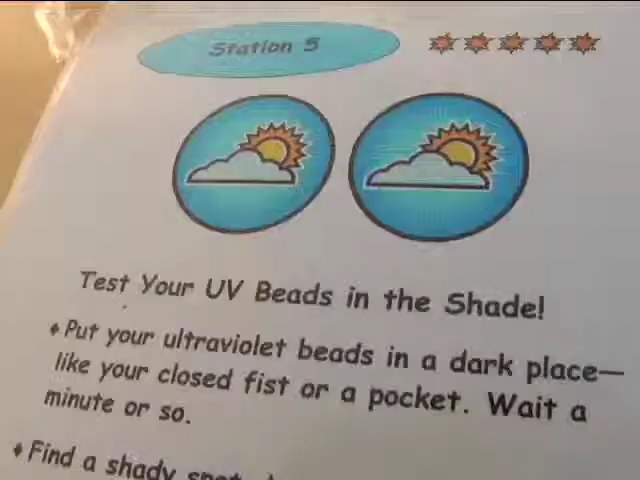 Station 5
Test Your UV Beads in the Shade!
♦ Put your ultraviolet beads in a dark place—
like your closed fist or a pocket. Wait a
minute or so.
♦ Find a shady spot